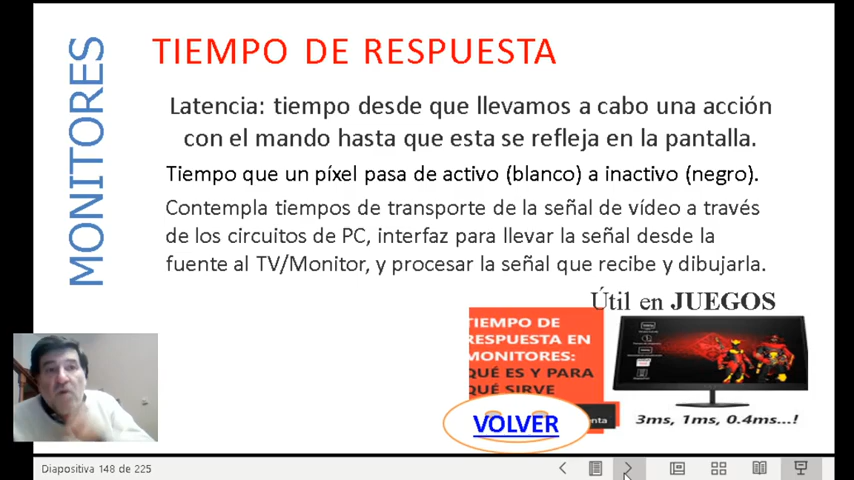 MONITORES
TIEMPO DE RESPUESTA
Latencia: tiempo desde que llevamos a cabo una acción
con el mando hasta que esta se refleja en la pantalla.
Tiempo que un píxel pasa de activo (blanco) a inactivo (negro).
Contempla tiempos de transporte de la señal de vídeo a través
de los circuitos de PC, interfaz para llevar la señal desde la
fuente al TV/Monitor, y procesar la señal que recibe y dibujarla.
Útil en JUEGOS
TIEMPO DE
RESPUESTA EN
MONITORES:
QUÉ ES Y PARA
QUÉ SIRVE
VOLVER
3ms, 1ms, 0.4ms...!
Diapositiva 148 de 225